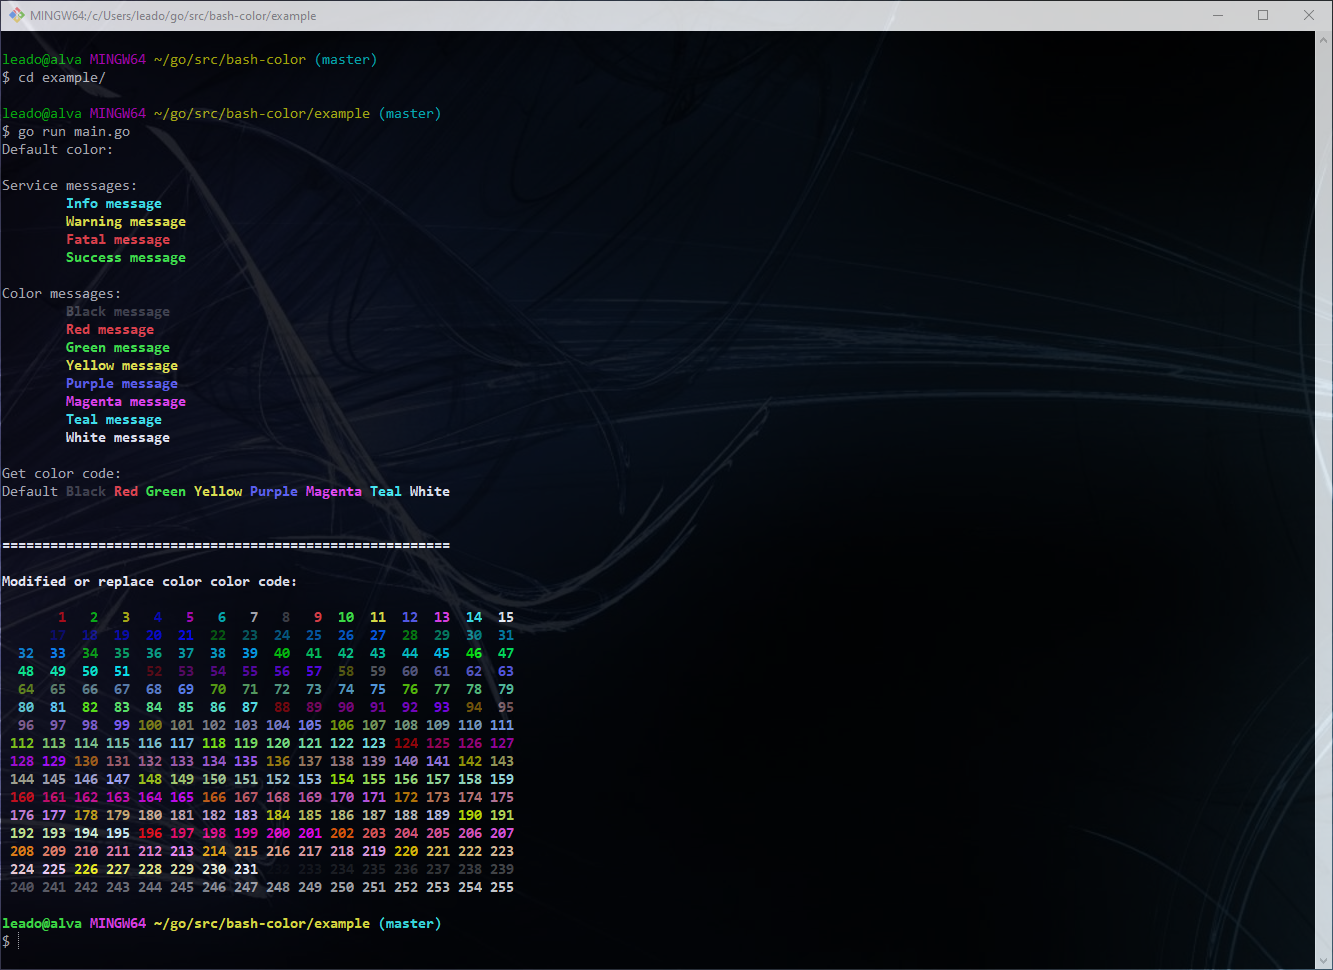 MINGW64:/c/Users/leado/go/src/bash-color/example
leado@alva MINGW64 ~/go/src/bash-color (master)
$ cd example/
leado@alva MINGW64 ~/go/src/bash-color/example (master)
$ go run main.go
Default color:
Service messages:
Info message
Warning message
Fatal message
Success message
Color messages:
Black message
Red message
Green message
Yellow message
Purple message
Magenta message
Teal message
White message
Get color code:
Default Black Red Green Yellow Purple Magenta Teal White
========================================================
Modified or replace color color code:
1 2 3 4 5 6 7 8 9 10 11 12 13 14 15
17 18 19 20 21 22 23 24 25 26 27 28 29 30 31
32 33 34 35 36 37 38 39 40 41 42 43 44 45 46 47
48 49 50 51 52 53 54 55 56 57 58 59 60 61 62 63
64 65 66 67 68 69 70 71 72 73 74 75 76 77 78 79
80 81 82 83 84 85 86 87 88 89 90 91 92 93 94 95
96 97 98 99 100 101 102 103 104 105 106 107 108 109 110 111
112 113 114 115 116 117 118 119 120 121 122 123 124 125 126 127
128 129 130 131 132 133 134 135 136 137 138 139 140 141 142 143
144 145 146 147 148 149 150 151 152 153 154 155 156 157 158 159
160 161 162 163 164 165 166 167 168 169 170 171 172 173 174 175
176 177 178 179 180 181 182 183 184 185 186 187 188 189 190 191
192 193 194 195 196 197 198 199 200 201 202 203 204 205 206 207
208 209 210 211 212 213 214 215 216 217 218 219 220 221 222 223
224 225 226 227 228 229 230 231 232 233 234 235 236 237 238 239
240 241 242 243 244 245 246 247 248 249 250 251 252 253 254 255
leado@alva MINGW64 ~/go/src/bash-color/example (master)
$